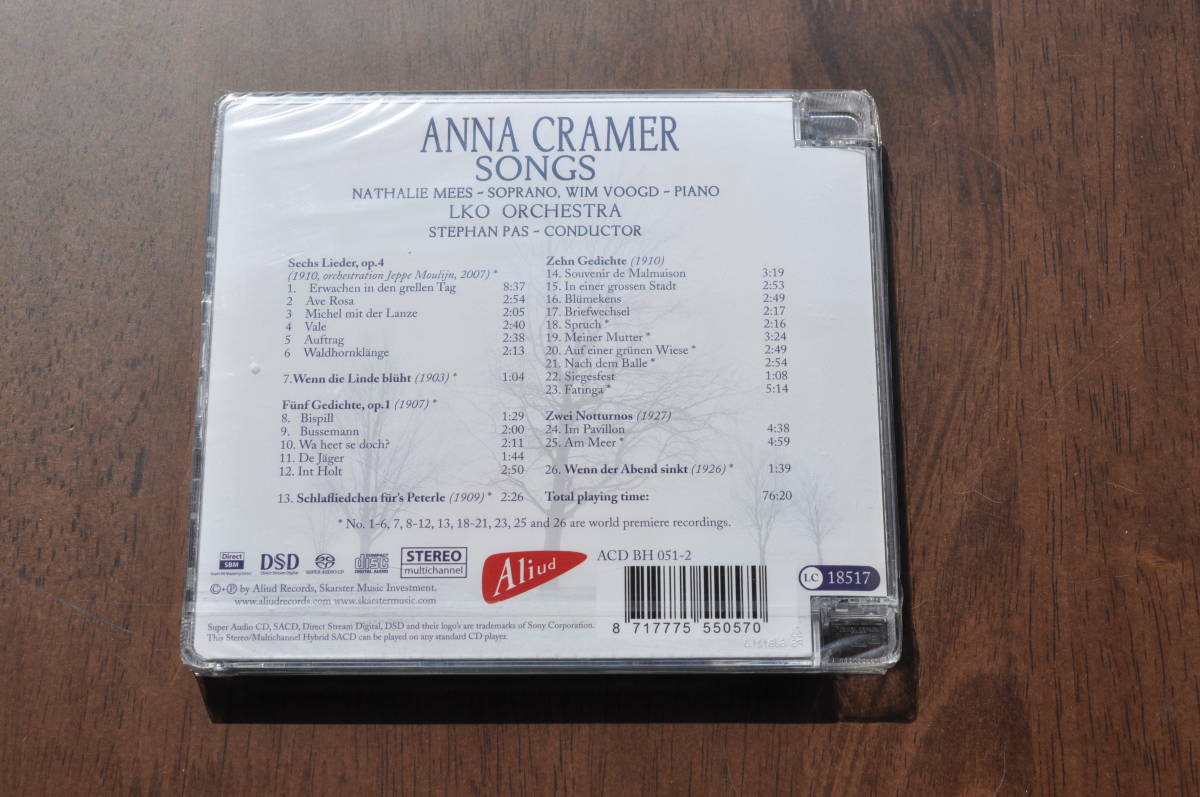 ANNA CRAMER
SONGS
NATHALIE MEES – SOPRANO, WIM VOOGD – PIANO
LKO ORCHESTRA
STEPHAN PAS – CONDUCTOR
Sechs Lieder, op.4
(1910, orchestration Jeppe Moulijn, 2007) *
1. Erwachen in den grellen Tag 8:37
2 Ave Rosa 2:54
3 Michel mit der Lanze 2:05
4 Vale 2:40
5 Auftrag 2:38
6 Waldhornklänge 2:13
7. Wenn die Linde blüht (1903) * 1:04
Fünf Gedichte, op.1 (1907) *
8. Bispill 1:29
9. Bussemann 2:00
10. Wa heet se doch? 2:11
11. De Jäger 1:44
12. Int Holt 2:50
13. Schlafliedchen für's Peterle (1909) * 2:26
Zehn Gedichte (1910)
14. Souvenir de Malmaison 3:19
15. In einer grossen Stadt 2:53
16. Blümekens 2:49
17. Briefwechsel 2:17
18. Spruch * 2:16
19. Meiner Mutter * 3:24
20. Auf einer grünen Wiese * 2:49
21. Nach dem Balle * 2:54
22. Siegesfest 1:08
23. Fatinga * 5:14
Zwei Notturnos (1927)
24. Im Pavillon 4:38
25. Am Meer * 4:59
26. Wenn der Abend sinkt (1926) * 1:39
Total playing time: 76:20
* No. 1-6, 7, 8-12, 13, 18-21, 23, 25 and 26 are world premiere recordings.
Direct
SBM
DSD
Direct Stream Digital
SUPER AUDIO CD
COMPACT
disc
DIGITAL AUDIO
STEREO
multichannel
Aliud
ACD BH 051-2
LC 18517
©+℗ by Aliud Records, Skarster Music Investment.
www.aliudrecords.com www.skarstermusic.com
8 717775 550570
Super Audio CD, SACD, Direct Stream Digital, DSD and their logo's are trademarks of Sony Corporation.
This Stereo/Multichannel Hybrid SACD can be played on any standard CD player.